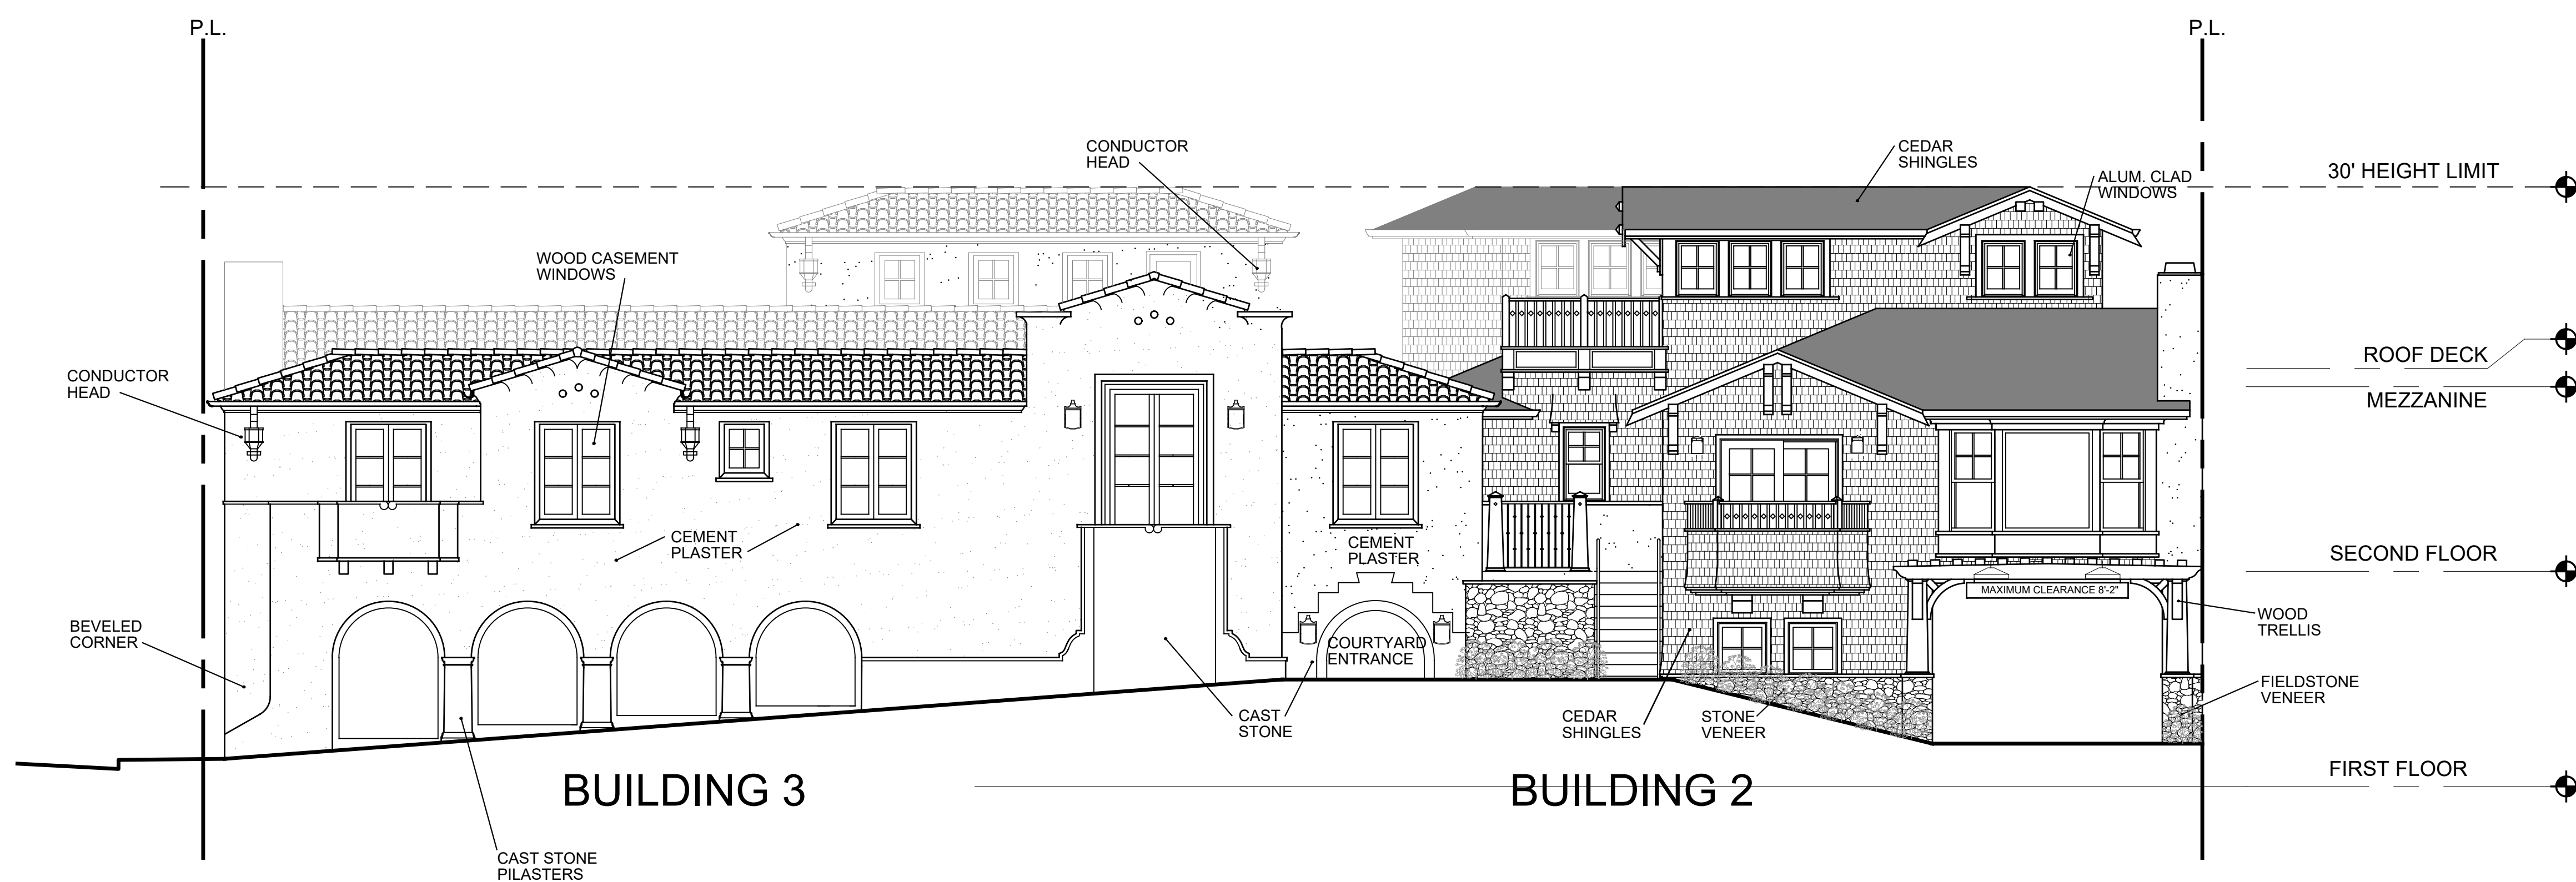 P.L.
P.L.
CONDUCTOR
HEAD
CEDAR
SHINGLES
30' HEIGHT LIMIT
ALUM. CLAD
WINDOWS
WOOD CASEMENT
WINDOWS
ROOF DECK
CONDUCTOR
HEAD
MEZZANINE
CEMENT
PLASTER
CEMENT
PLASTER
SECOND FLOOR
MAXIMUM CLEARANCE 8'-2"
BEVELED
CORNER
WOOD
TRELLIS
COURTYARD
ENTRANCE
FIELDSTONE
VENEER
CAST
STONE
CEDAR
SHINGLES
STONE
VENEER
FIRST FLOOR
BUILDING 3
BUILDING 2
CAST STONE
PILASTERS